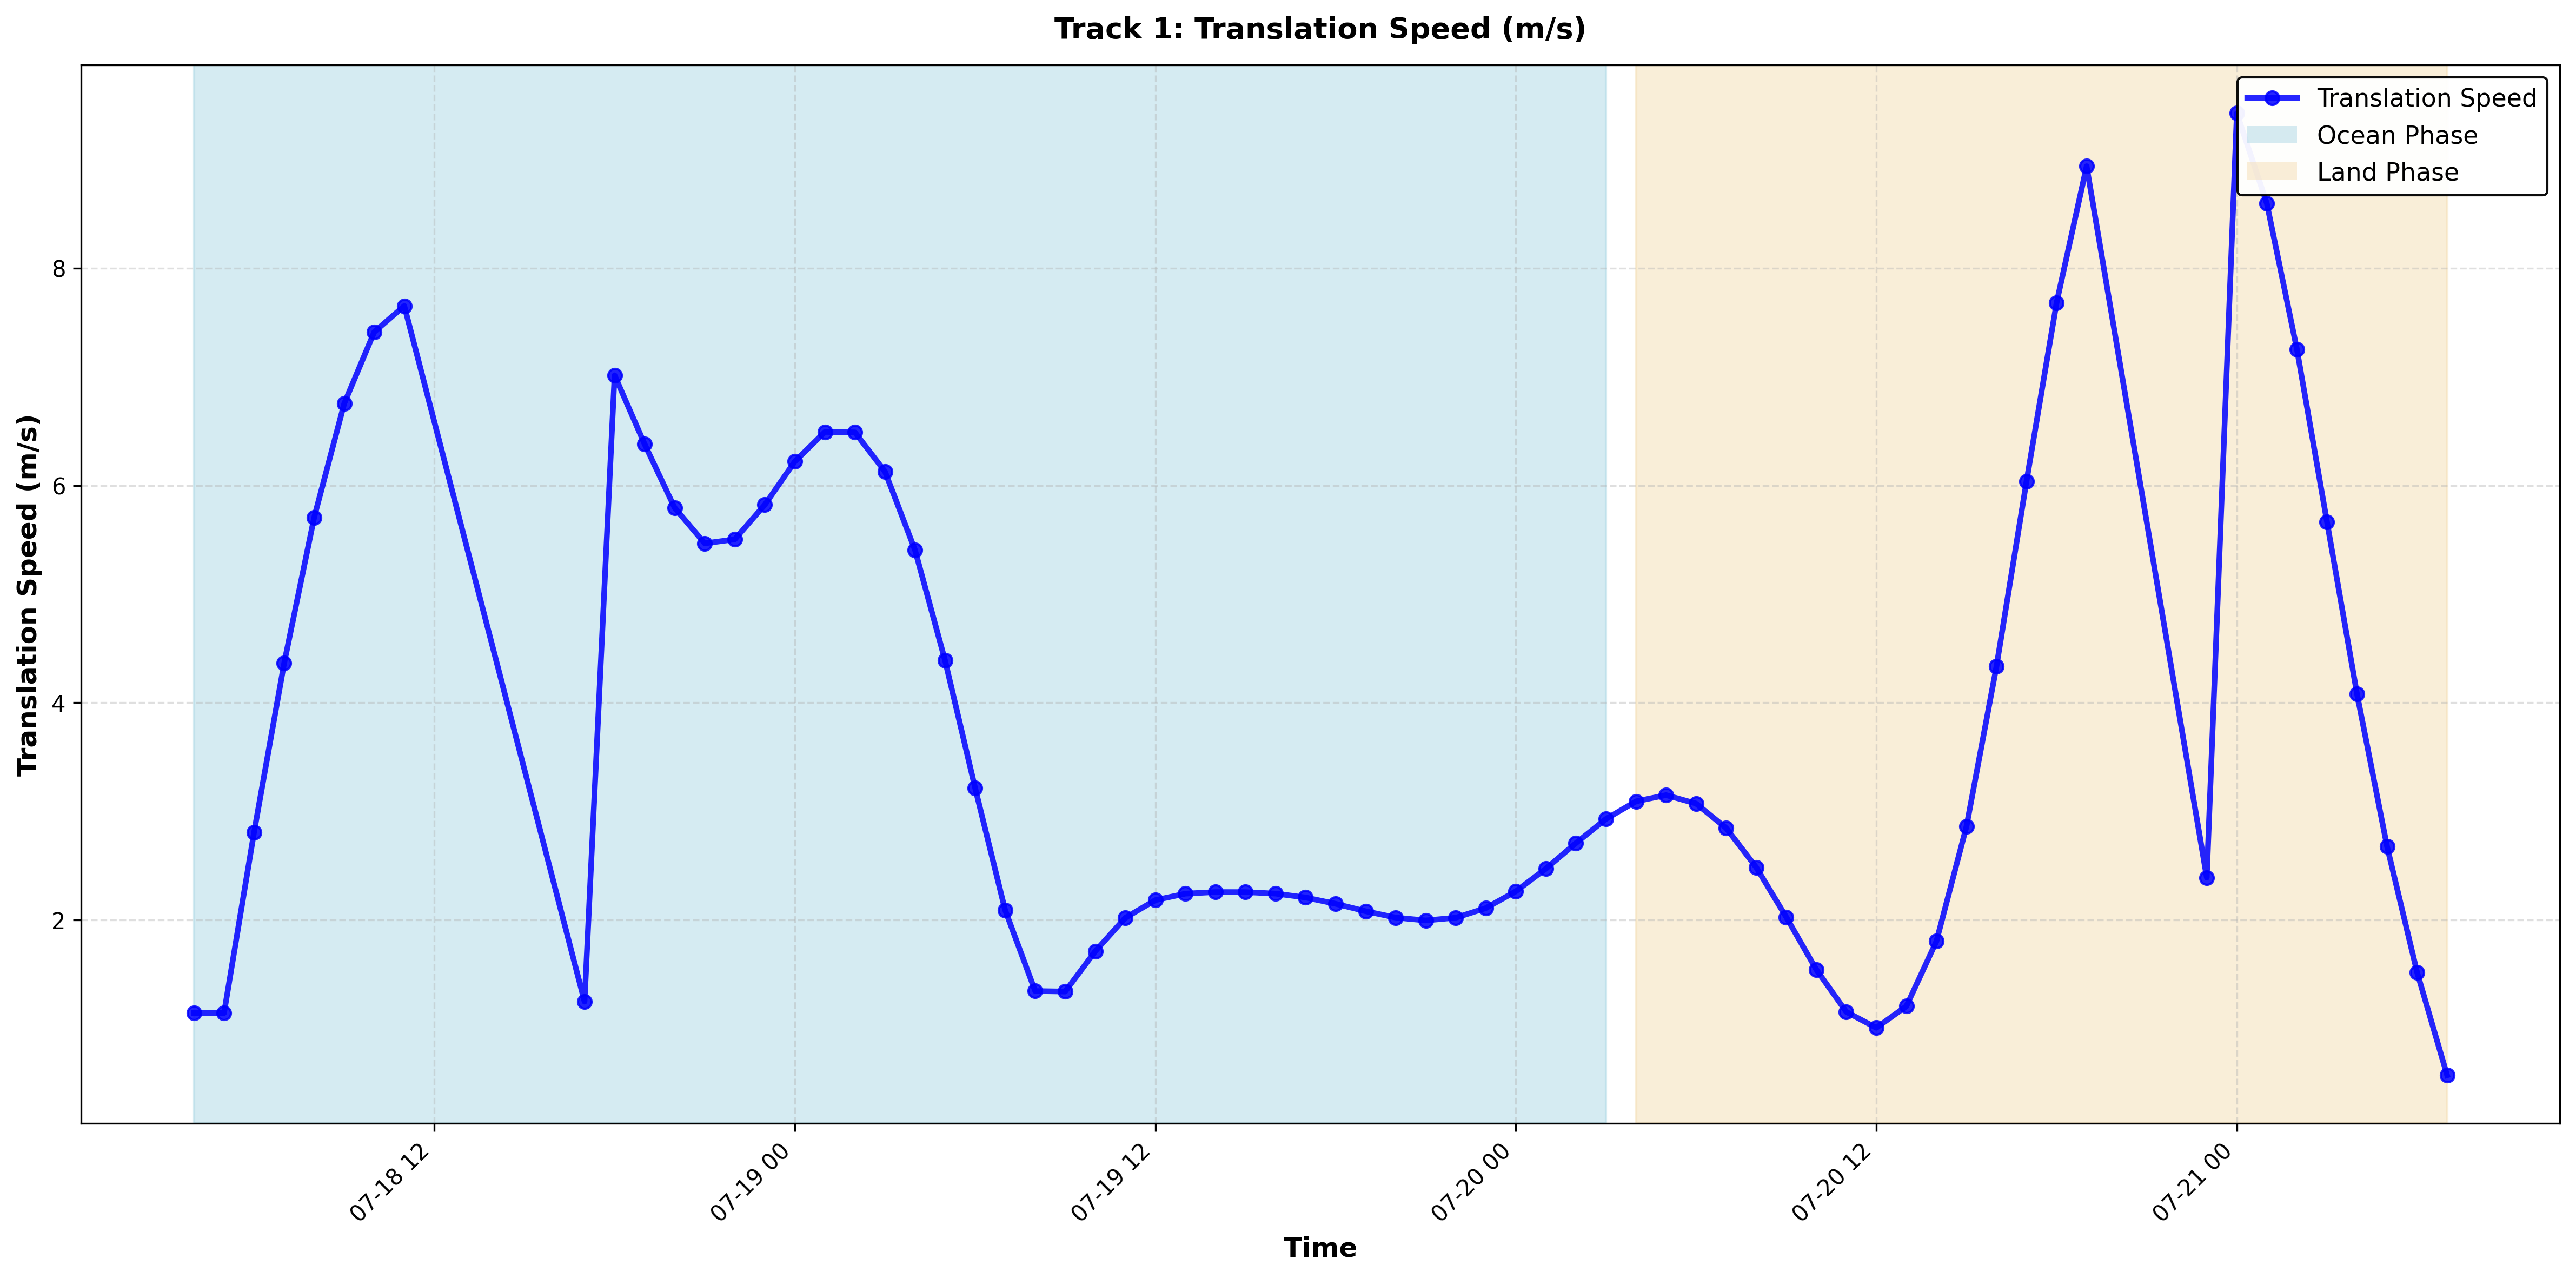 Track 1: Translation Speed (m/s)
Translation Speed
Ocean Phase
Land Phase
Translation Speed (m/s)
8
6
4
2
07-18 12
07-19 00
07-19 12
07-20 00
07-20 12
07-21 00
Time